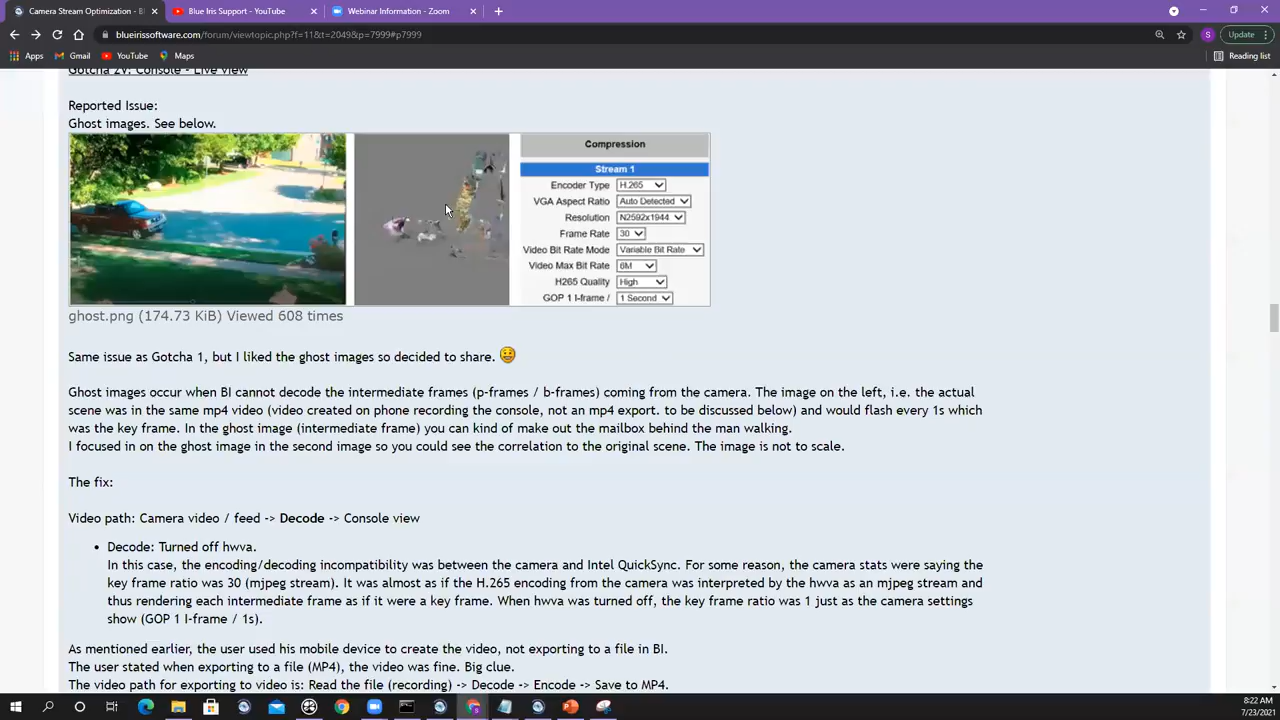 Camera Stream Optimization - Bl
Blue Iris Support - YouTube
Webinar Information - Zoom
blueirissoftware.com/forum/viewtopic.php?f=11&t=2049&p=7999#p7999
S
Update
Apps
Gmail
YouTube
Maps
Reading list
Gotcha 2V: Console - Live View
Reported Issue:
Ghost images. See below.
Compression
Stream 1
Encoder Type H.265
VGA Aspect Ratio Auto Detected
Resolution N2592x1944
Frame Rate 30
Video Bit Rate Mode Variable Bit Rate
Video Max Bit Rate 6M
H265 Quality High
GOP 1 I-frame / 1 Second
ghost.png (174.73 KiB) Viewed 608 times
Same issue as Gotcha 1, but I liked the ghost images so decided to share.
Ghost images occur when BI cannot decode the intermediate frames (p-frames / b-frames) coming from the camera. The image on the left, i.e. the actual
scene was in the same mp4 video (video created on phone recording the console, not an mp4 export. to be discussed below) and would flash every 1s which
was the key frame. In the ghost image (intermediate frame) you can kind of make out the mailbox behind the man walking.
I focused in on the ghost image in the second image so you could see the correlation to the original scene. The image is not to scale.
The fix:
Video path: Camera video / feed -> Decode -> Console view
• Decode: Turned off hwva.
In this case, the encoding/decoding incompatibility was between the camera and Intel QuickSync. For some reason, the camera stats were saying the
key frame ratio was 30 (mjpeg stream). It was almost as if the H.265 encoding from the camera was interpreted by the hwva as an mjpeg stream and
thus rendering each intermediate frame as if it were a key frame. When hwva was turned off, the key frame ratio was 1 just as the camera settings
show (GOP 1 I-frame / 1s).
As mentioned earlier, the user used his mobile device to create the video, not exporting to a file in BI.
The user stated when exporting to a file (MP4), the video was fine. Big clue.
The video path for exporting to video is: Read the file (recording) -> Decode -> Encode -> Save to MP4.
8:22 AM
7/23/2021